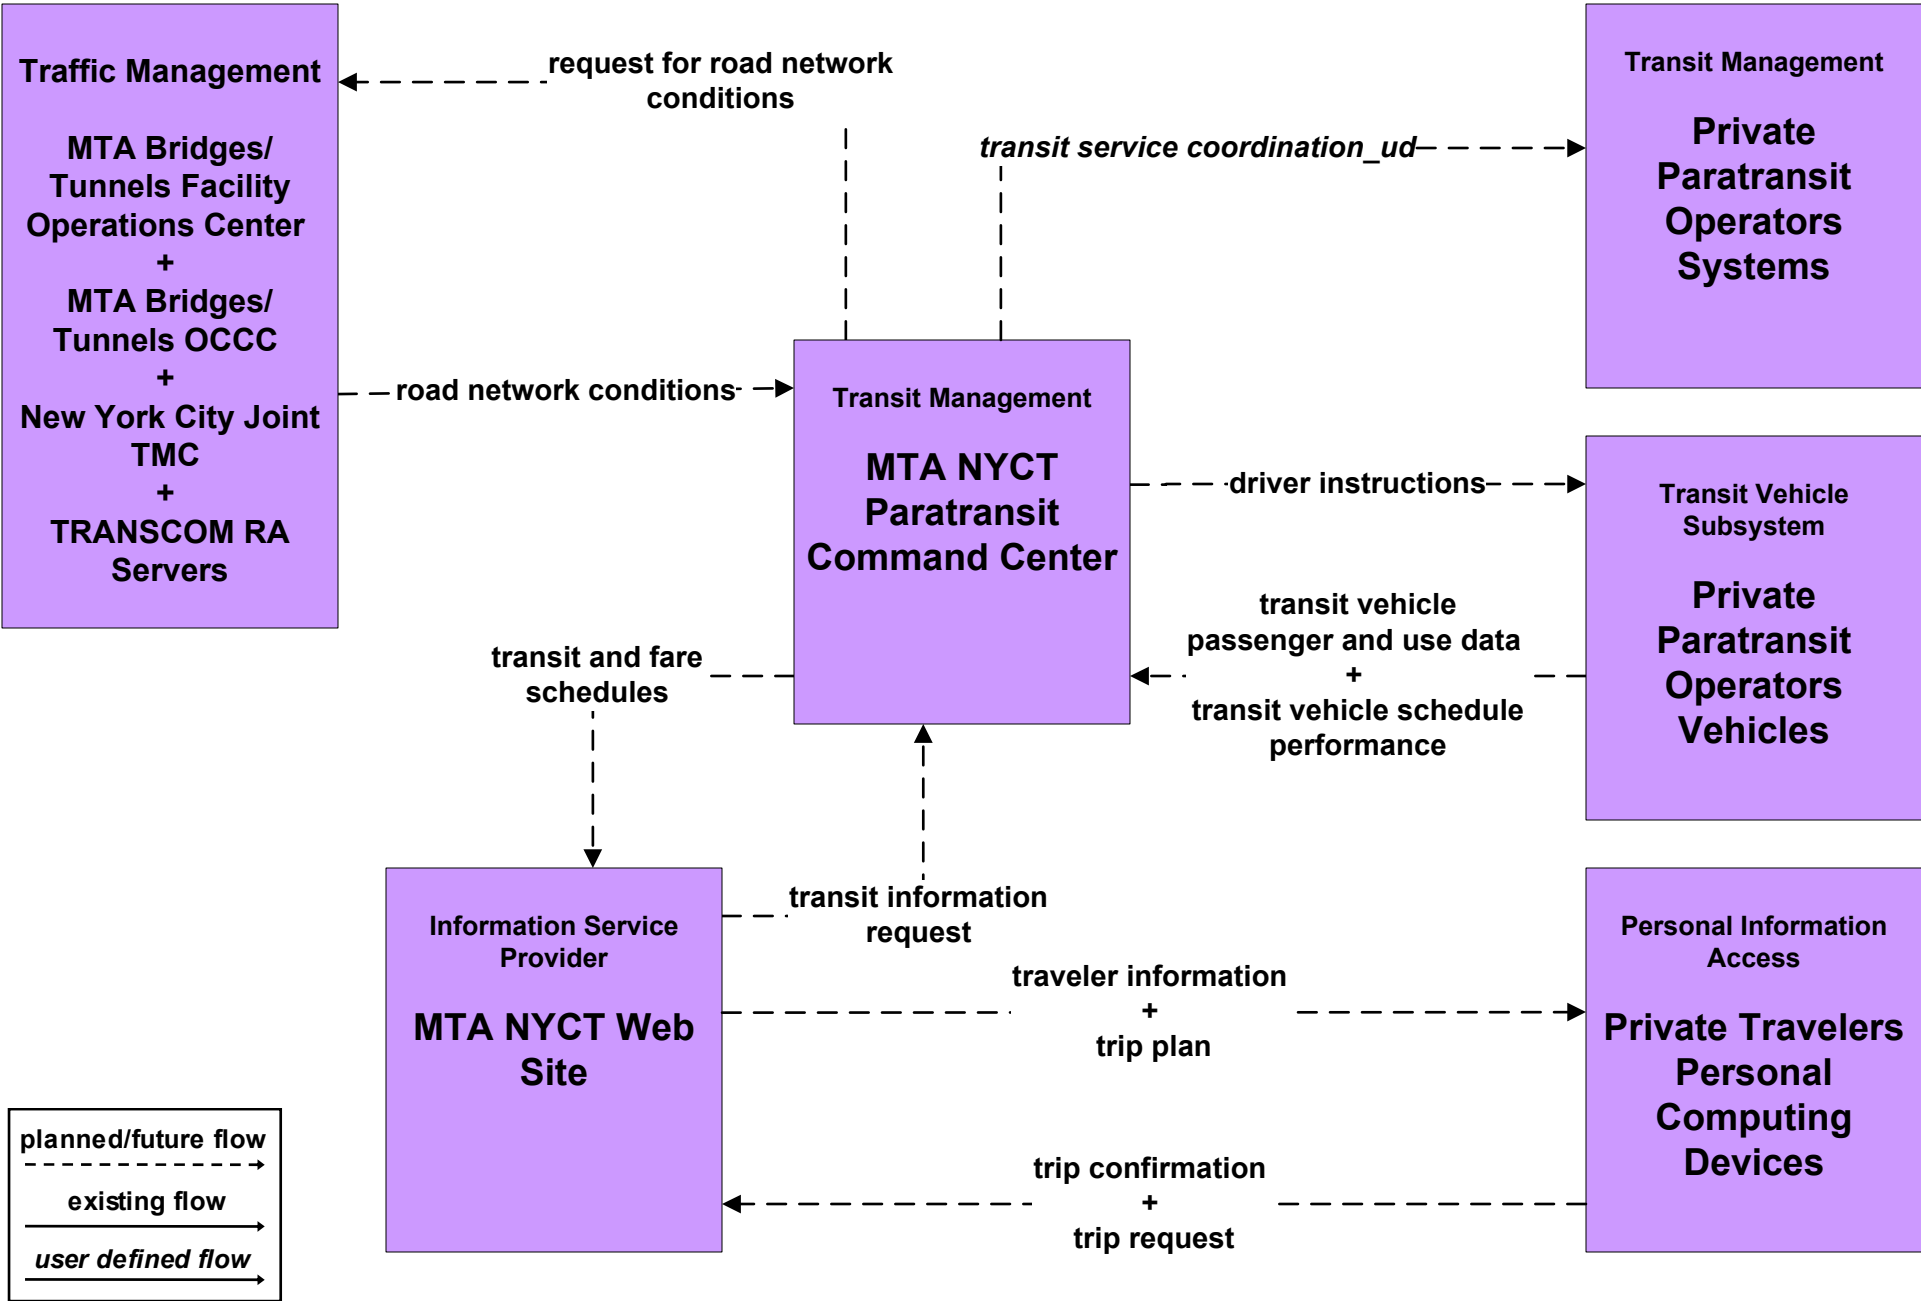 Traffic Management
MTA Bridges/
Tunnels Facility
Operations Center
+
MTA Bridges/
Tunnels OCCC
+
New York City Joint
TMC
+
TRANSCOM RA
Servers
request for road network
conditions
transit service coordination_ud
Transit Management
Private
Paratransit
Operators
Systems
road network conditions
Transit Management
MTA NYCT
Paratransit
Command Center
driver instructions
Transit Vehicle
Subsystem
Private
Paratransit
Operators
Vehicles
transit vehicle
passenger and use data
+
transit vehicle schedule
performance
transit and fare
schedules
Information Service
Provider
MTA NYCT Web
Site
transit information
request
traveler information
+
trip plan
Personal Information
Access
Private Travelers
Personal
Computing
Devices
trip confirmation
+
trip request
planned/future flow
existing flow
user defined flow